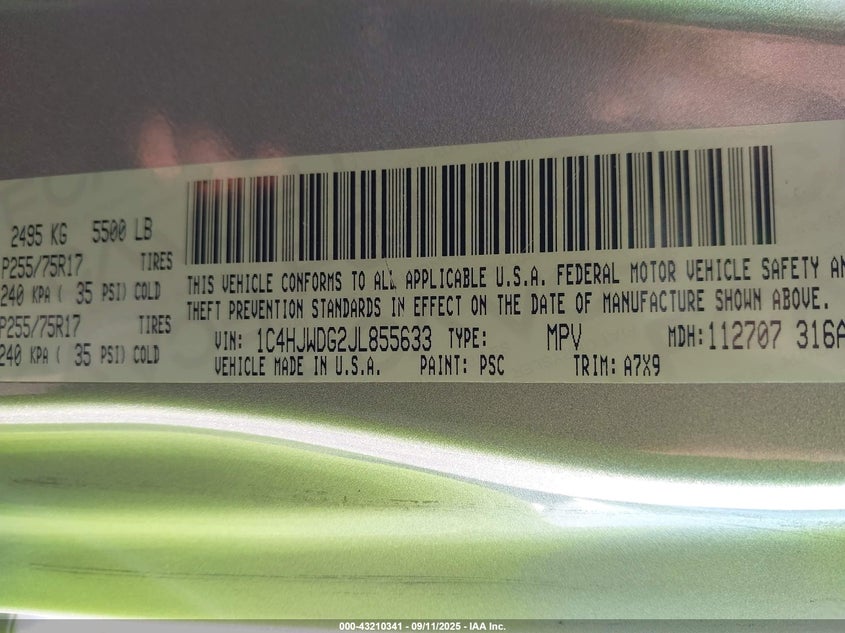 2495 KG 5500 LB
P255/75R17 TIRES
240 KPA ( 35 PSI) COLD
P255/75R17 TIRES
240 KPA ( 35 PSI) COLD
THIS VEHICLE CONFORMS TO ALL APPLICABLE U.S.A. FEDERAL MOTOR VEHICLE SAFETY AN
THEFT PREVENTION STANDARDS IN EFFECT ON THE DATE OF MANUFACTURE SHOWN ABOVE.
VIN: 1C4HJWDG2JL855633 TYPE: MPV MDH: 112707 316A
VEHICLE MADE IN U.S.A. PAINT: PSC TRIM: A7X9
000-43210341 - 09/11/2025 - IAA Inc.